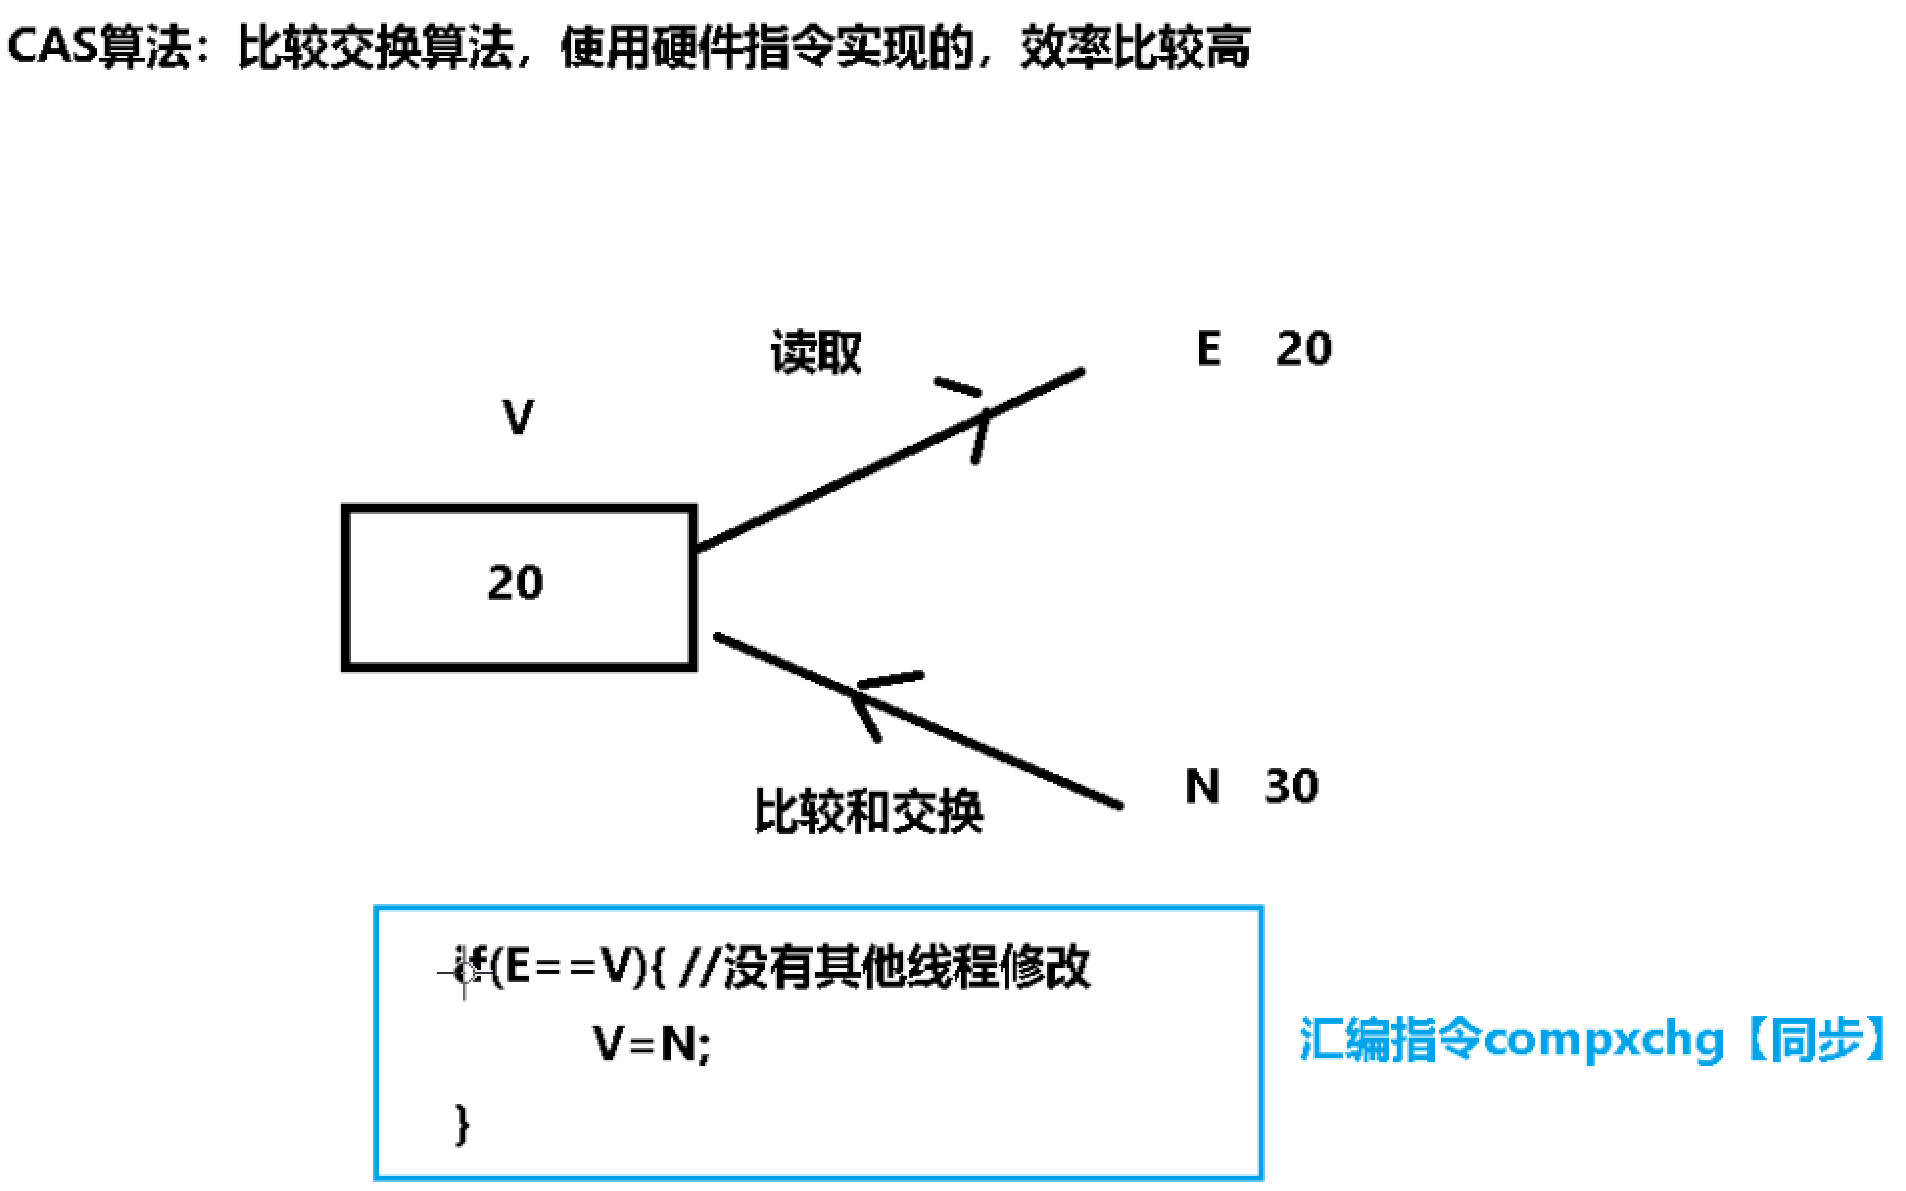 CAS算法：比较交换算法，使用硬件指令实现的，效率比较高
读取
E 20
V
20
N 30
比较和交换
if(E==V){ //没有其他线程修改
V=N;
}
汇编指令compxchg【同步】